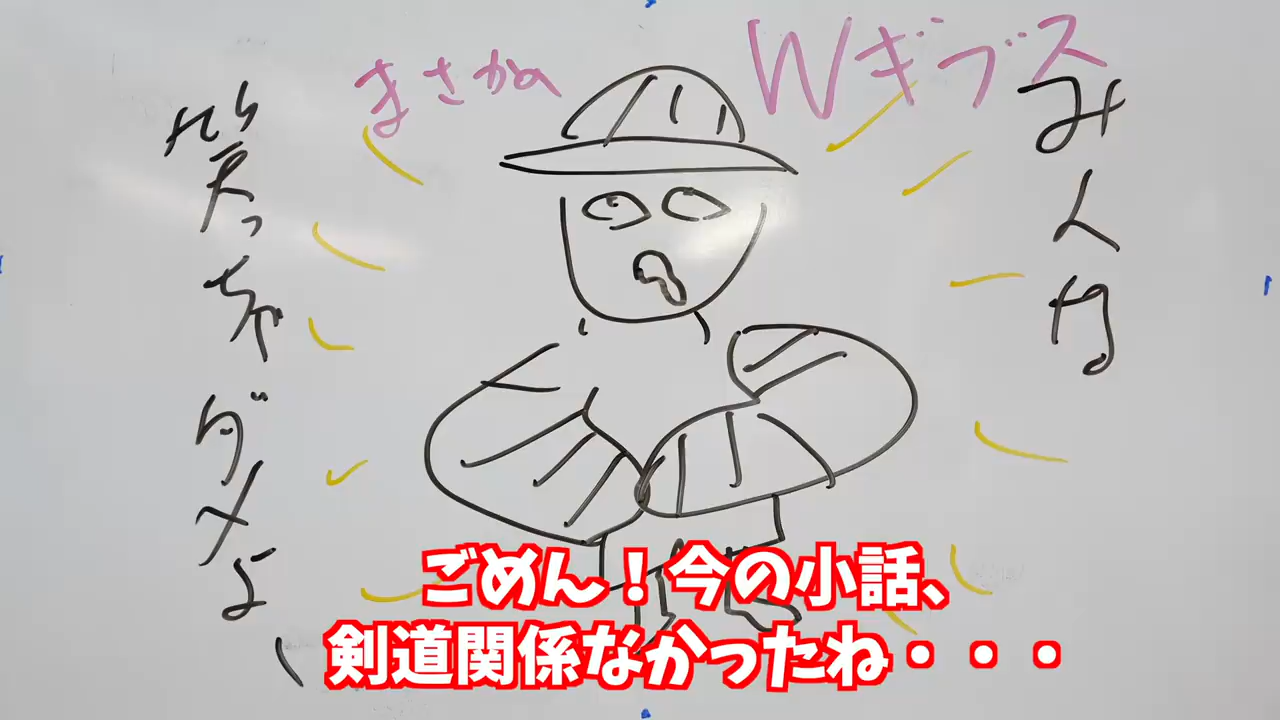 まさかの
Wギブス
みんな
笑っちゃダメよ
ごめん!今の小話、
剣道関係なかったね・・・